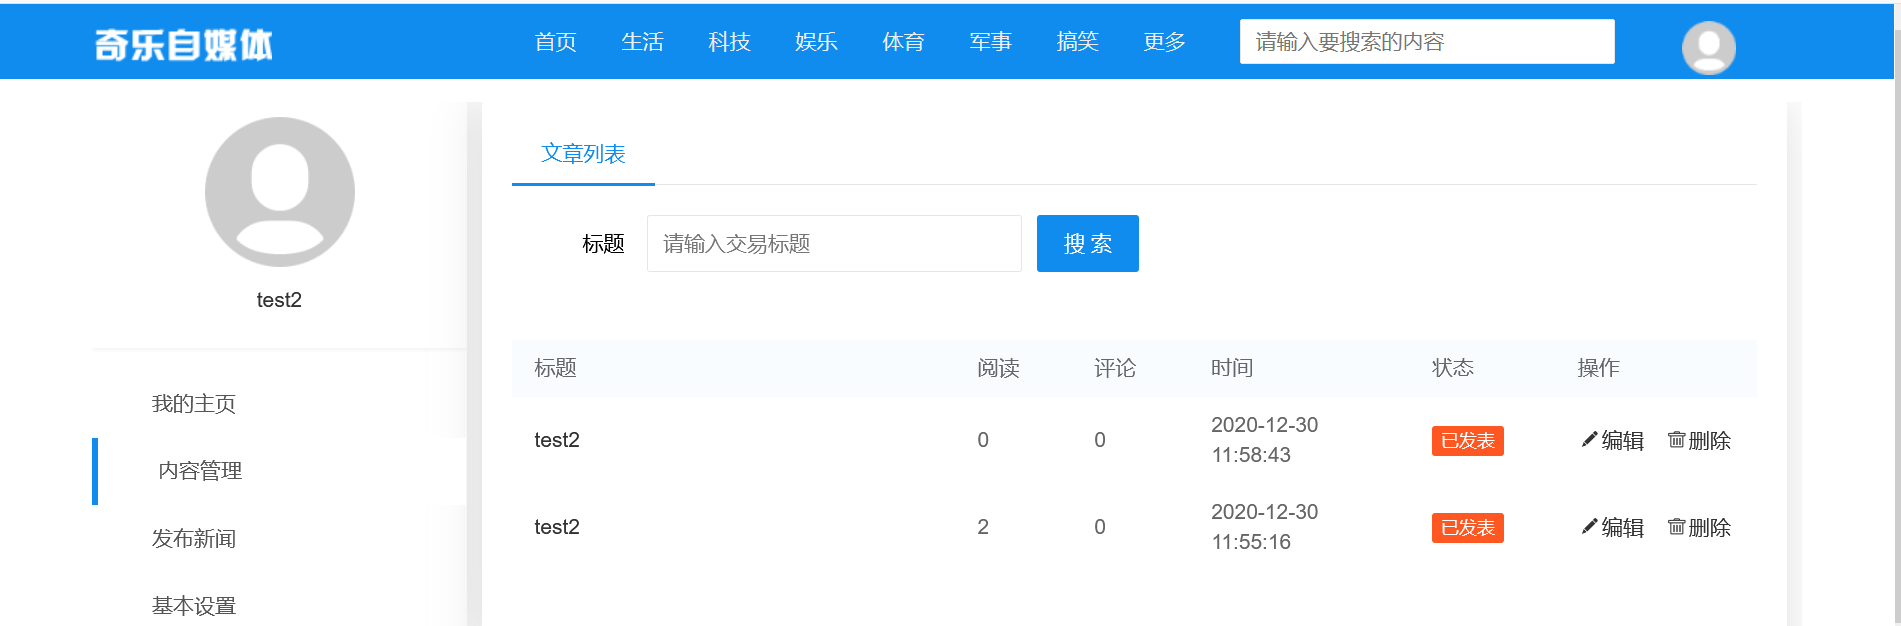 奇乐自媒体 首页 生活 科技 娱乐 体育 军事 搞笑 更多 请输入要搜索的内容
test2
我的主页
内容管理
发布新闻
基本设置
文章列表
标题 请输入交易标题 搜 索
标题 阅读 评论 时间 状态 操作
test2 0 0 2020-12-30 11:58:43 已发表 编辑 删除
test2 2 0 2020-12-30 11:55:16 已发表 编辑 删除